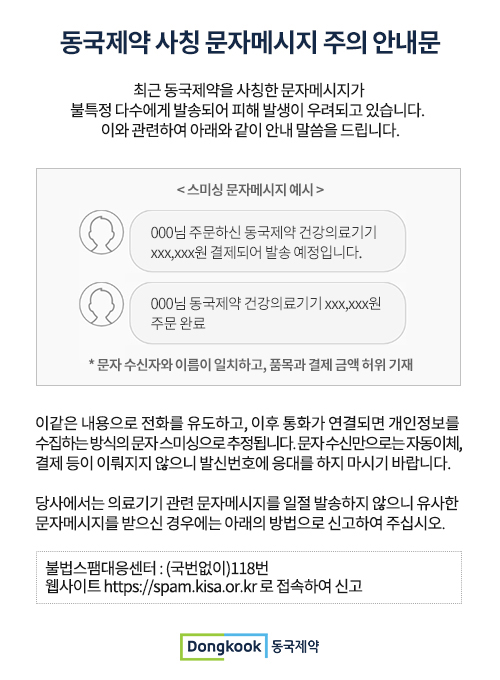 동국제약 사칭 문자메시지 주의 안내문
최근 동국제약을 사칭한 문자메시지가
불특정 다수에게 발송되어 피해 발생이 우려되고 있습니다.
이와 관련하여 아래와 같이 안내 말씀을 드립니다.
< 스미싱 문자메시지 예시 >
000님 주문하신 동국제약 건강의료기기
xxx,xxx원 결제되어 발송 예정입니다.
000님 동국제약 건강의료기기 xxx,xxx원
주문 완료
* 문자 수신자와 이름이 일치하고, 품목과 결제 금액 허위 기재
이같은 내용으로 전화를 유도하고, 이후 통화가 연결되면 개인정보를
수집하는 방식의 문자 스미싱으로 추정됩니다. 문자 수신만으로는 자동이체,
결제 등이 이뤄지지 않으니 발신번호에 응대를 하지 마시기 바랍니다.
당사에서는 의료기기 관련 문자메시지를 일절 발송하지 않으니 유사한
문자메시지를 받으신 경우에는 아래의 방법으로 신고하여 주십시오.
불법스팸대응센터 : (국번없이)118번
웹사이트 https://spam.kisa.or.kr 로 접속하여 신고
Dongkook 동국제약